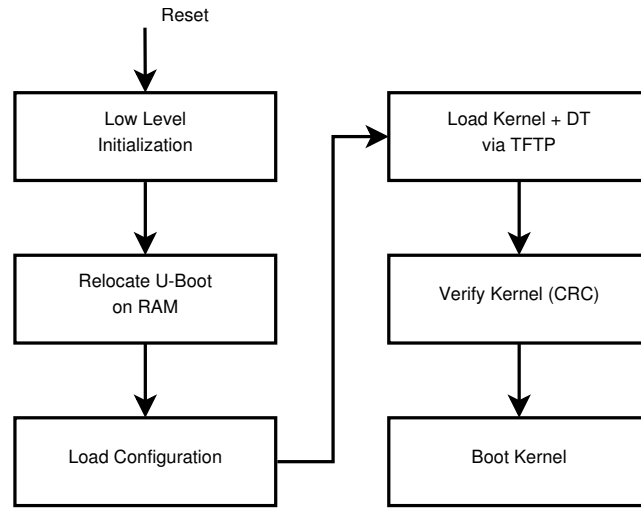 Reset
Low Level
Initialization
Relocate U-Boot
on RAM
Load Configuration
Load Kernel + DT
via TFTP
Verify Kernel (CRC)
Boot Kernel